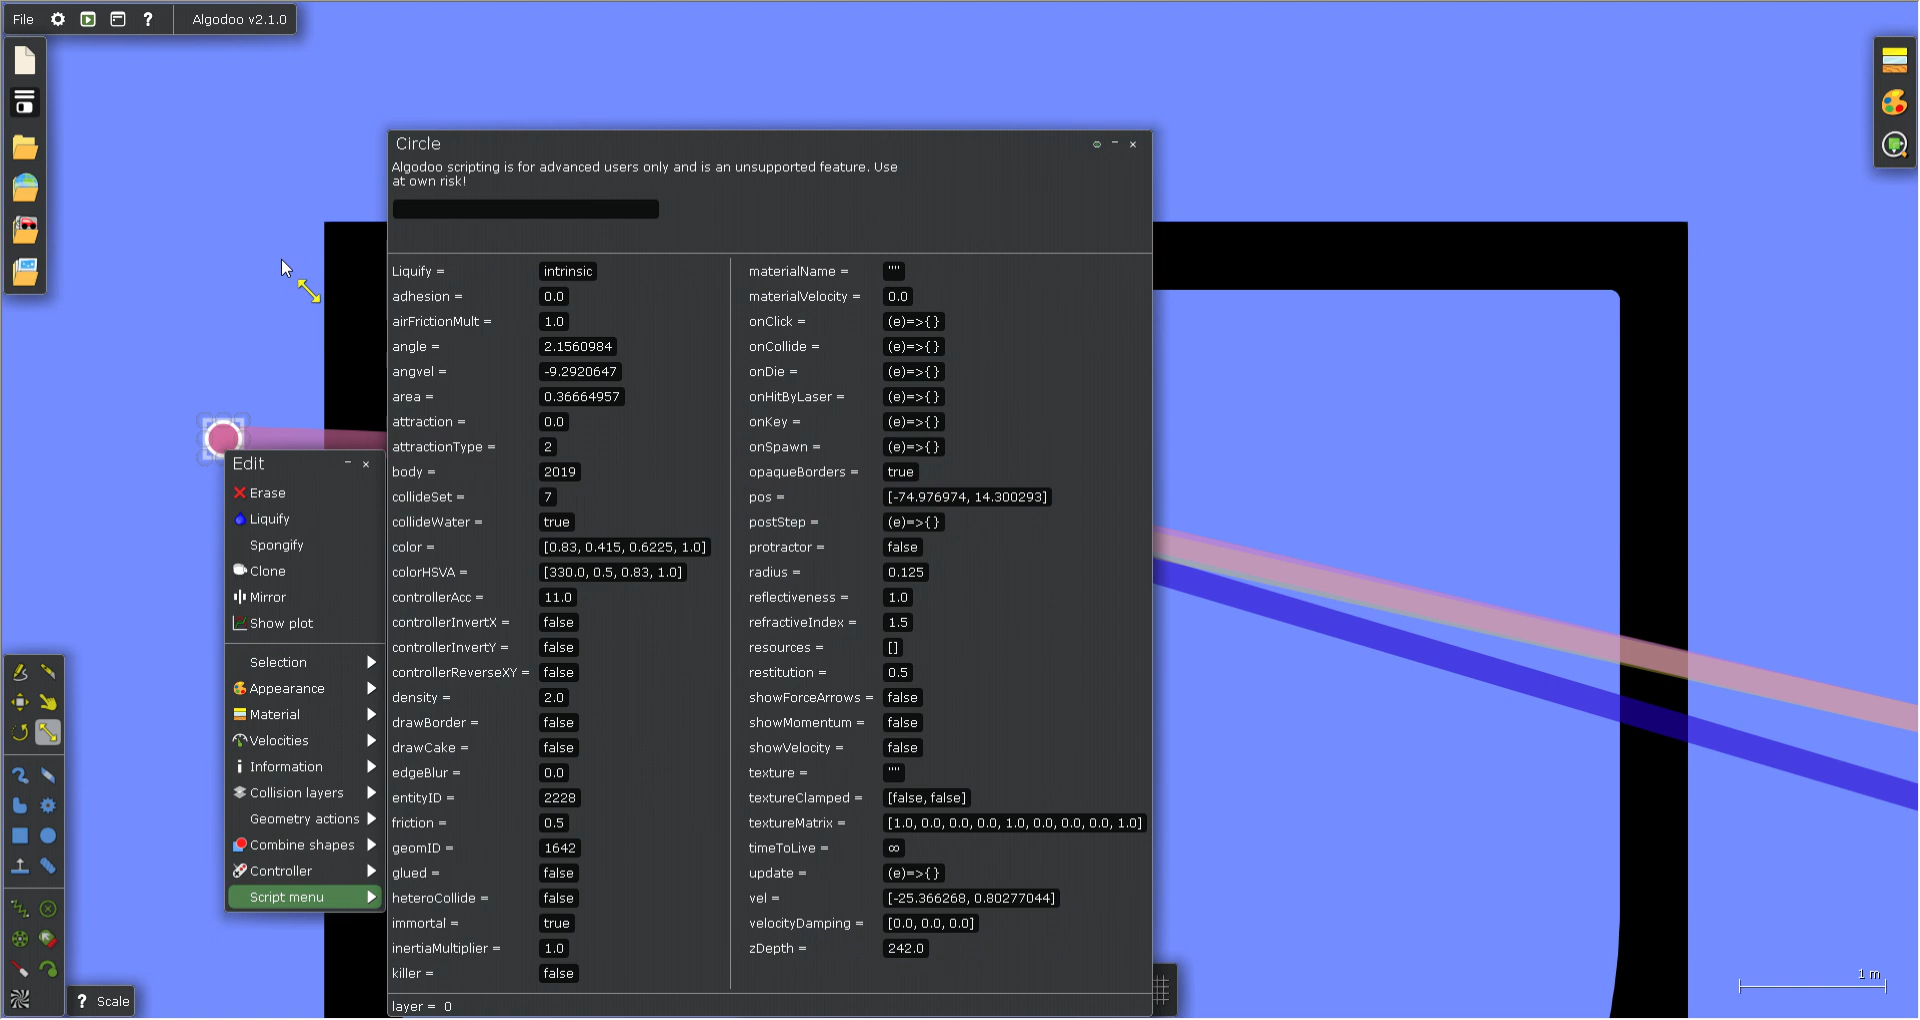 File ? Algodoo v2.1.0
Circle
Algodoo scripting is for advanced users only and is an unsupported feature. Use
at own risk!
Liquify = intrinsic
adhesion = 0.0
airFrictionMult = 1.0
angle = 2.1560984
angvel = -9.2920647
area = 0.36664957
attraction = 0.0
attractionType = 2
body = 2019
collideSet = 7
collideWater = true
color = [0.83, 0.415, 0.6225, 1.0]
colorHSVA = [330.0, 0.5, 0.83, 1.0]
controllerAcc = 11.0
controllerInvertX = false
controllerInvertY = false
controllerReverseXY = false
density = 2.0
drawBorder = false
drawCake = false
edgeBlur = 0.0
entityID = 2228
friction = 0.5
geomID = 1642
glued = false
heteroCollide = false
immortal = true
inertiaMultiplier = 1.0
killer = false
materialName = ""
materialVelocity = 0.0
onClick = (e)=>{}
onCollide = (e)=>{}
onDie = (e)=>{}
onHitByLaser = (e)=>{}
onKey = (e)=>{}
onSpawn = (e)=>{}
opaqueBorders = true
pos = [-74.976974, 14.300293]
postStep = (e)=>{}
protractor = false
radius = 0.125
reflectiveness = 1.0
refractiveIndex = 1.5
resources = []
restitution = 0.5
showForceArrows = false
showMomentum = false
showVelocity = false
texture = ""
textureClamped = [false, false]
textureMatrix = [1.0, 0.0, 0.0, 0.0, 1.0, 0.0, 0.0, 0.0, 1.0]
timeToLive = ∞
update = (e)=>{}
vel = [-25.366268, 0.80277044]
velocityDamping = [0.0, 0.0, 0.0]
zDepth = 242.0
layer = 0
Edit
Erase
Liquify
Spongify
Clone
Mirror
Show plot
Selection
Appearance
Material
Velocities
Information
Collision layers
Geometry actions
Combine shapes
Controller
Script menu
? Scale
1 m